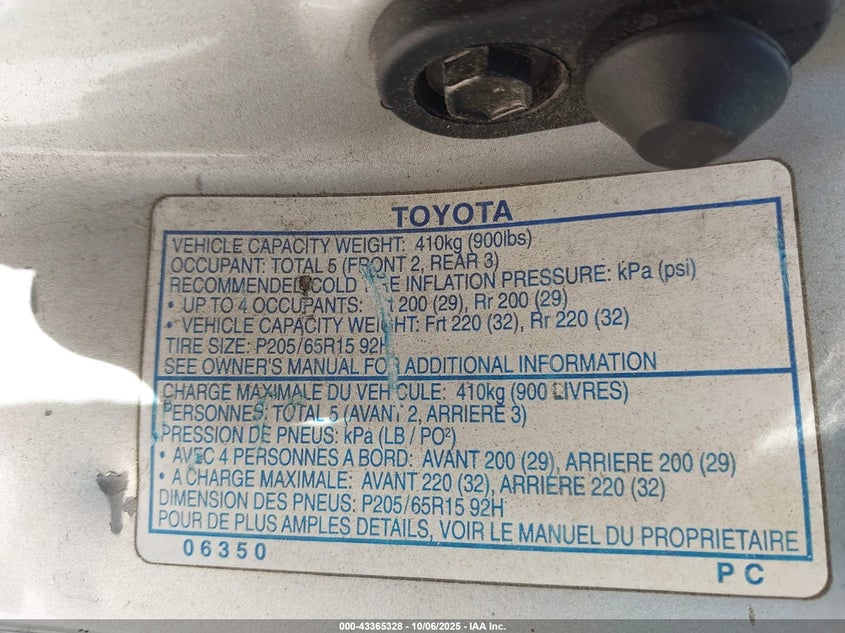 TOYOTA
VEHICLE CAPACITY WEIGHT: 410kg (900lbs)
OCCUPANT: TOTAL 5 (FRONT 2, REAR 3)
RECOMMENDED COLD INFLATION PRESSURE: kPa (psi)
• UP TO 4 OCCUPANTS: 200 (29), Rr 200 (29)
• VEHICLE CAPACITY WEIGHT: Frt 220 (32), Rr 220 (32)
TIRE SIZE: P205/65R15 92H
SEE OWNER'S MANUAL FOR ADDITIONAL INFORMATION
CHARGE MAXIMALE DU VEHICULE: 410kg (900 LIVRES)
PERSONNES: TOTAL 5 (AVANT 2, ARRIERE 3)
PRESSION DE PNEUS: kPa (LB / PO²)
• AVEC 4 PERSONNES A BORD: AVANT 200 (29), ARRIERE 200 (29)
• A CHARGE MAXIMALE: AVANT 220 (32), ARRIERE 220 (32)
DIMENSION DES PNEUS: P205/65R15 92H
POUR DE PLUS AMPLES DETAILS, VOIR LE MANUEL DU PROPRIETAIRE
06350
PC
000-43365328 | 10/06/2025 - IAA Inc.